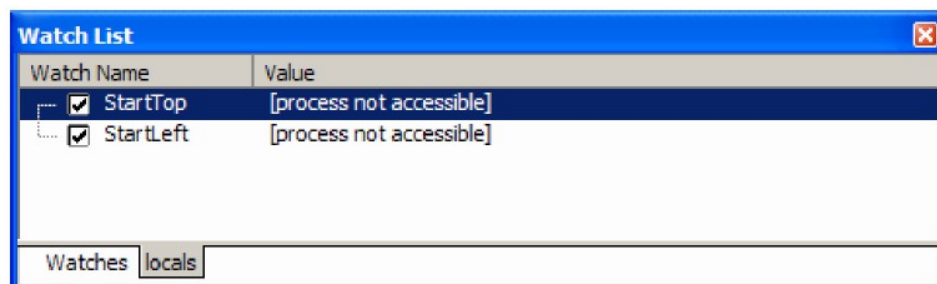 Watch List
Watch Name Value
StartTop [process not accessible]
StartLeft [process not accessible]
Watches locals